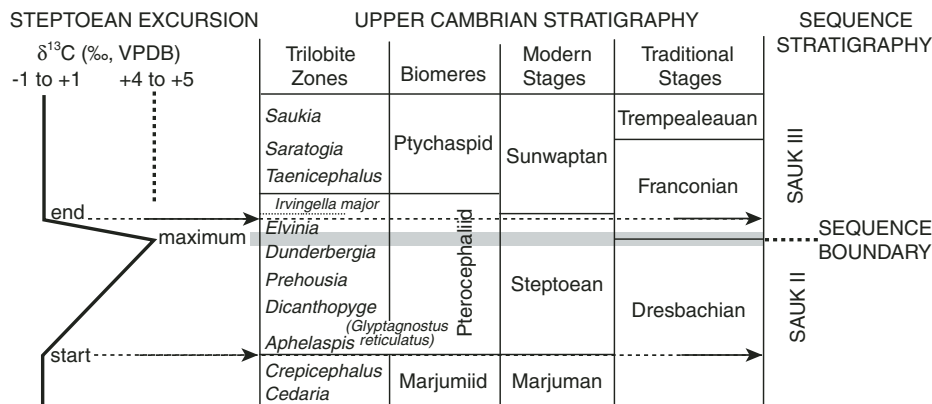 STEPTOEAN EXCURSION
δ¹³C (‰, VPDB)
-1 to +1
+4 to +5
end
maximum
start
UPPER CAMBRIAN STRATIGRAPHY
Trilobite
Zones
Biomeres
Modern
Stages
Traditional
Stages
Saukia
Saratogia
Taenicephalus
Irvingella major
Elvinia
Dunderbergia
Prehousia
Dicanthopyge
(Glyptagnostus
reticulatus)
Aphelaspis
Crepicephalus
Cedaria
Ptychaspid
Pterocephaliid
Marjumiid
Sunwaptan
Steptoean
Marjuman
Trempealeauan
Franconian
Dresbachian
SEQUENCE
STRATIGRAPHY
SAUK III
SEQUENCE
BOUNDARY
SAUK II